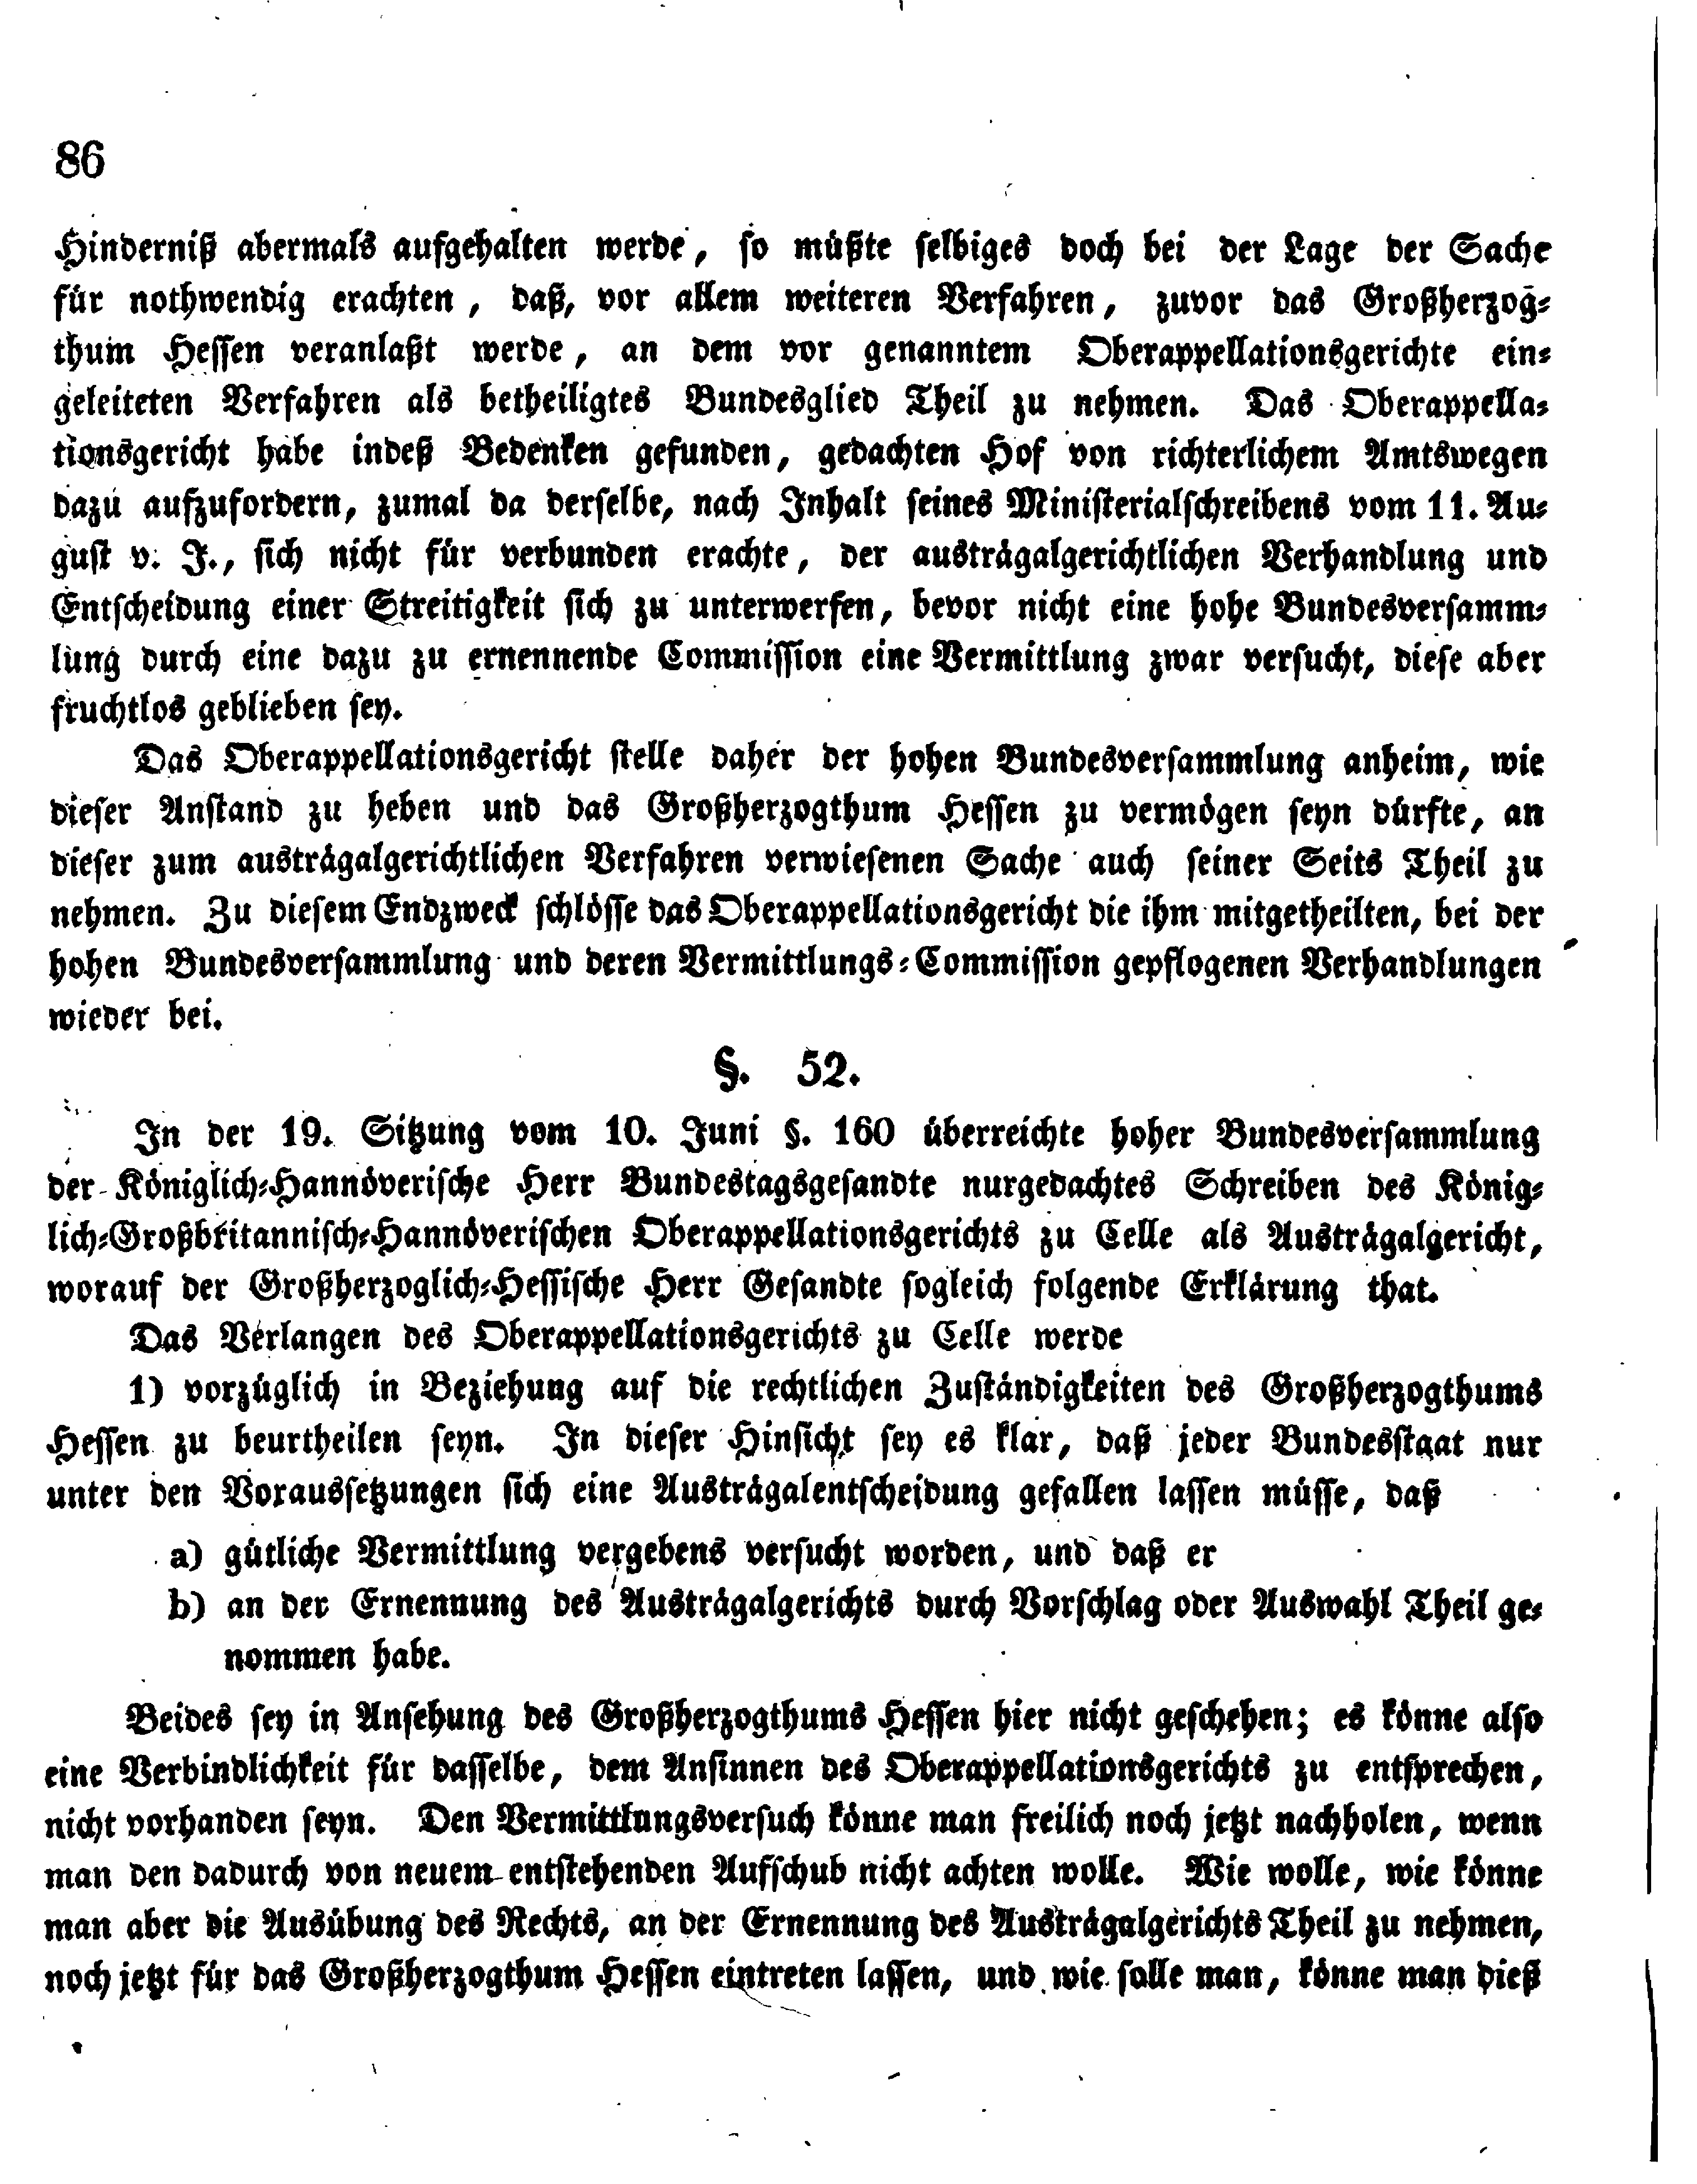 86
Hinderniß abermals aufgehalten werde, so müßte selbiges doch bei der Lage der Sache
für nothwendig erachten, daß, vor allem weiteren Verfahren, zuvor das Großherzog-
thum Hessen veranlaßt werde, an dem vor genanntem Oberappellationsgerichte ein-
geleiteten Verfahren als betheiligtes Bundesglied Theil zu nehmen. Das Oberappella-
tionsgericht habe indeß Bedenken gefunden, gedachten Hof von richterlichem Amtswegen
dazu aufzufordern, zumal da derselbe, nach Inhalt seines Ministerialschreibens vom 11. Au-
gust v. J., sich nicht für verbunden erachte, der austrägalgerichtlichen Verhandlung und
Entscheidung einer Streitigkeit sich zu unterwerfen, bevor nicht eine hohe Bundesversamm-
lung durch eine dazu zu ernennende Commission eine Vermittlung zwar versucht, diese aber
fruchtlos geblieben sey.
Das Oberappellationsgericht stelle daher der hohen Bundesversammlung anheim, wie
dieser Anstand zu heben und das Großherzogthum Hessen zu vermögen seyn dürfte, an
dieser zum austrägalgerichtlichen Verfahren verwiesenen Sache auch seiner Seits Theil zu
nehmen. Zu diesem Endzweck schlösse das Oberappellationsgericht die ihm mitgetheilten, bei der
hohen Bundesversammlung und deren Vermittlungs-Commission gepflogenen Verhandlungen
wieder bei.
§. 52.
In der 19. Sitzung vom 10. Juni §. 160 überreichte hoher Bundesversammlung
der Königlich-Hannöverische Herr Bundestagsgesandte nurgedachtes Schreiben des König-
lich-Großbritannisch-Hannöverischen Oberappellationsgerichts zu Celle als Austrägalgericht,
worauf der Großherzoglich-Hessische Herr Gesandte sogleich folgende Erklärung that.
Das Verlangen des Oberappellationsgerichts zu Celle werde
1) vorzüglich in Beziehung auf die rechtlichen Zuständigkeiten des Großherzogthums
Hessen zu beurtheilen seyn. In dieser Hinsicht sey es klar, daß jeder Bundesstaat nur
unter den Voraussetzungen sich eine Austrägalentscheidung gefallen lassen müsse, daß
a) gütliche Vermittlung vergebens versucht worden, und daß er
b) an der Ernennung des Austrägalgerichts durch Vorschlag oder Auswahl Theil ge-
nommen habe.
Beides sey in Ansehung des Großherzogthums Hessen hier nicht geschehen; es könne also
eine Verbindlichkeit für dasselbe, dem Ansinnen des Oberappellationsgerichts zu entsprechen,
nicht vorhanden seyn. Den Vermittlungsversuch könne man freilich noch jetzt nachholen, wenn
man den dadurch von neuem entstehenden Aufschub nicht achten wolle. Wie wolle, wie könne
man aber die Ausübung des Rechts, an der Ernennung des Austrägalgerichts Theil zu nehmen,
noch jetzt für das Großherzogthum Hessen eintreten lassen, und wie solle man, könne man dieß